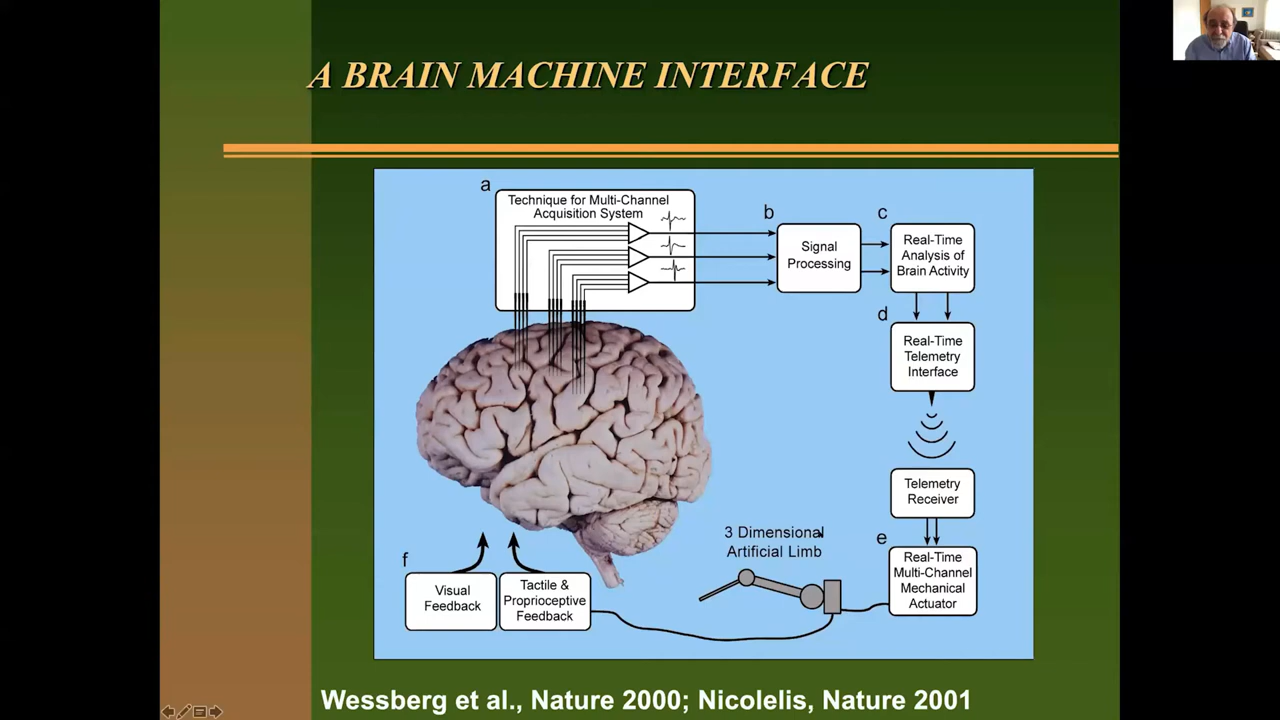 A BRAIN MACHINE INTERFACE
a
Technique for Multi-Channel
Acquisition System
b
Signal
Processing
c
Real-Time
Analysis of
Brain Activity
d
Real-Time
Telemetry
Interface
Telemetry
Receiver
e
Real-Time
Multi-Channel
Mechanical
Actuator
3 Dimensional
Artificial Limb
f
Visual
Feedback
Tactile &
Proprioceptive
Feedback
Wessberg et al., Nature 2000; Nicolelis, Nature 2001